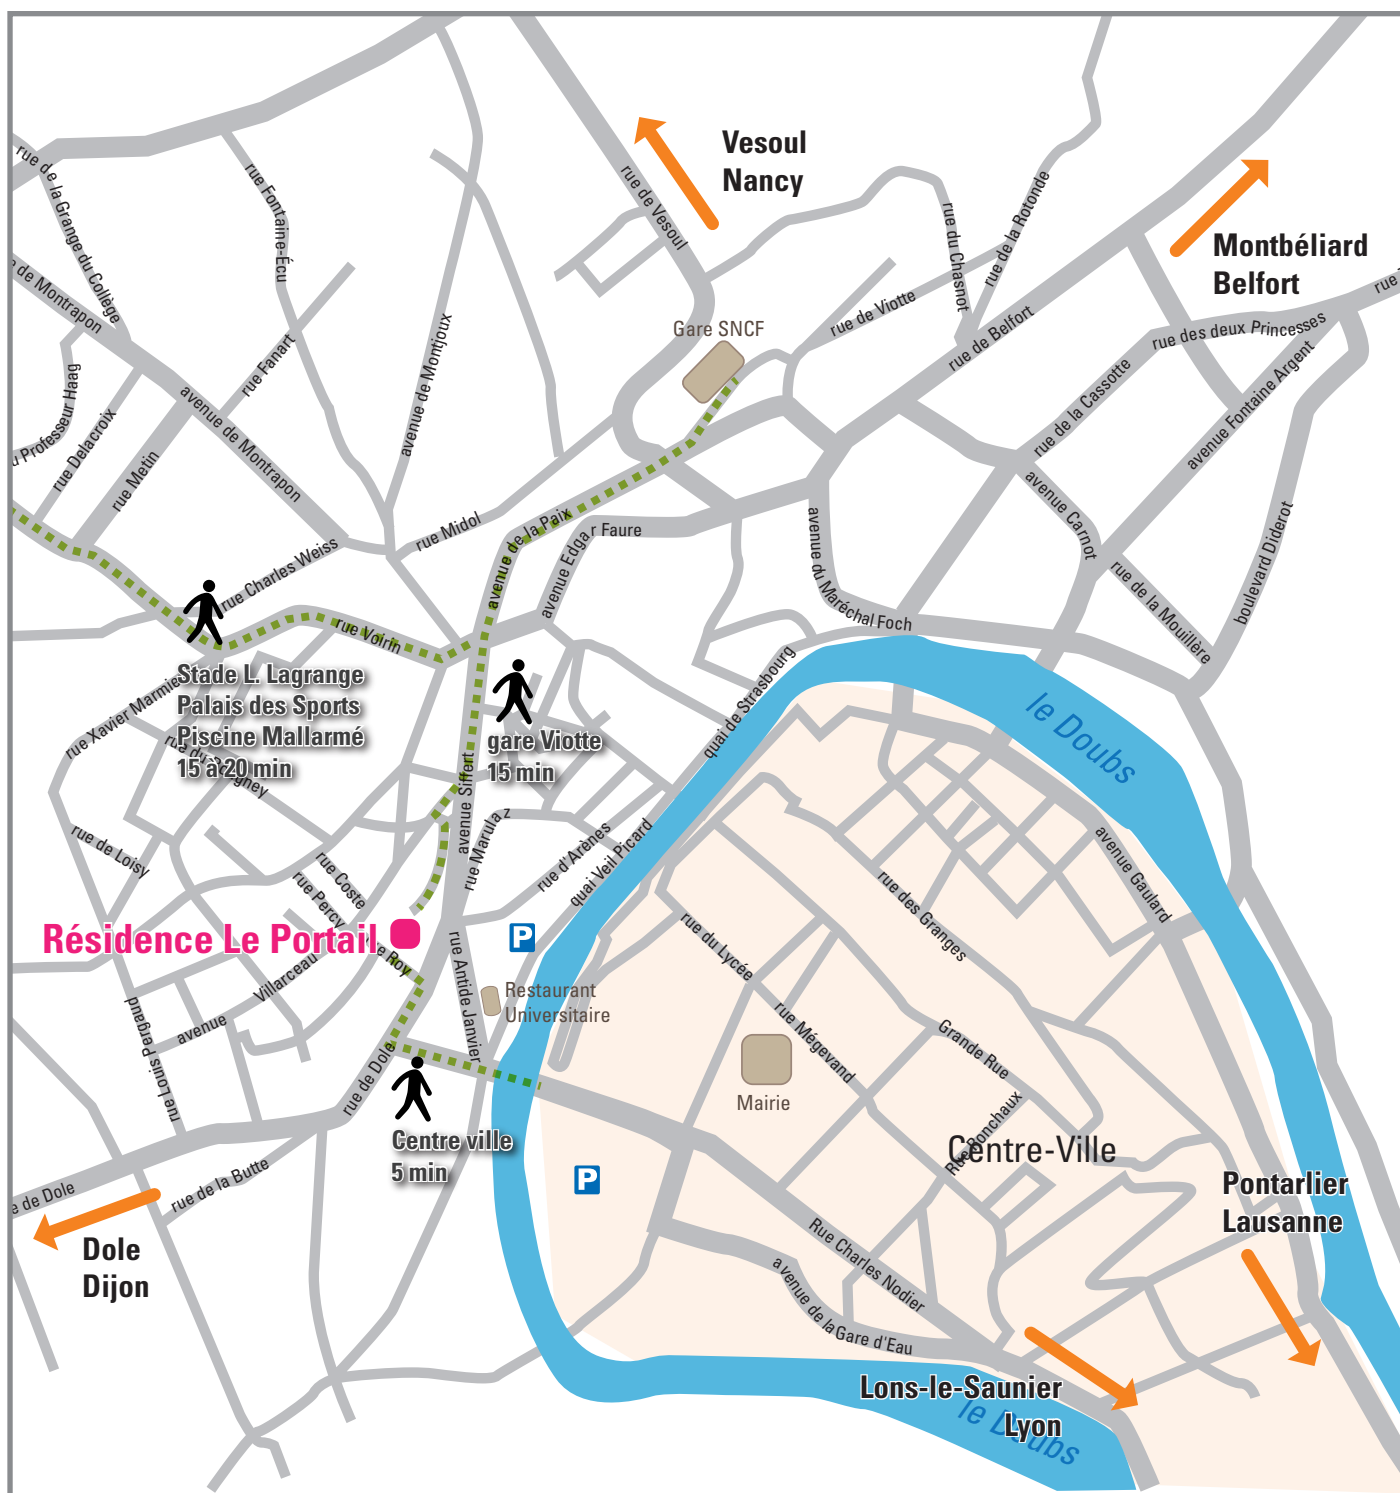 Vesoul
Nancy
Montbéliard
Belfort
rue de la Grange du Collège
rue Fontaine-Écu
rue de Vesoul
rue du Chasnot
rue de la Rotonde
rue
de Montrapon
Gare SNCF
rue de Viotte
rue de Belfort
rue des deux Princesses
rue Fanart
avenue de Montjoux
avenue de Montrapon
u Professeur Haag
rue Delacroix
rue Metin
rue de la Cassotte
avenue Fontaine Argent
avenue Carnot
boulevard Diderot
rue Midol
avenue de la Paix
avenue Edgar Faure
avenue du Maréchal Foch
rue de la Mouillère
rue Charles Weiss
rue Voirin
Stade L. Lagrange
Palais des Sports
Piscine Mallarmé
15 à 20 min
rue Xavier Marmier
gare Viotte
15 min
quai de Strasbourg
le Doubs
avenue Siffert
rue Marulaz
rue d'Arènes
quai Veil Picard
rue de Loisy
rue Coste
rue Percy
rue des Granges
avenue Gaulard
Résidence Le Portail
rue Roy
P
rue Antide Janvier
rue du Lycée
Villarceau
avenue
Restaurant
Universitaire
rue Louis Pergaud
rue de Dole
rue Mégevand
Grande Rue
Mairie
Rue Ronchaux
Centre-Ville
Centre ville
5 min
P
e de Dole
rue de la Butte
Dole
Dijon
Pontarlier
Lausanne
Rue Charles Nodier
avenue de la Gare d'Eau
Lons-le-Saunier
Lyon
le Doubs